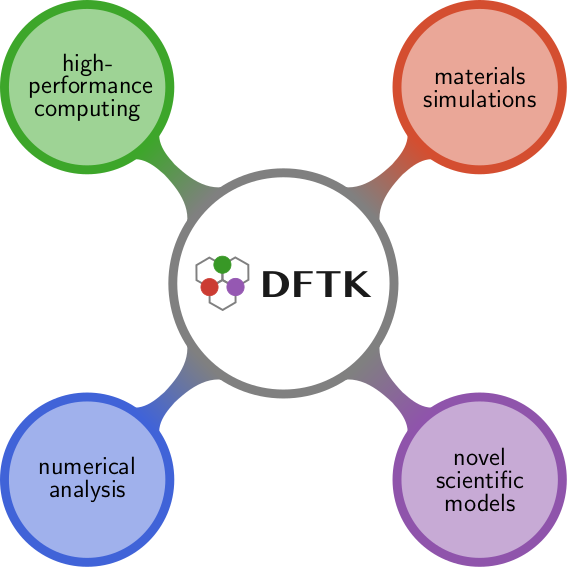 high-
performance
computing
materials
simulations
DFTK
numerical
analysis
novel
scientific
models